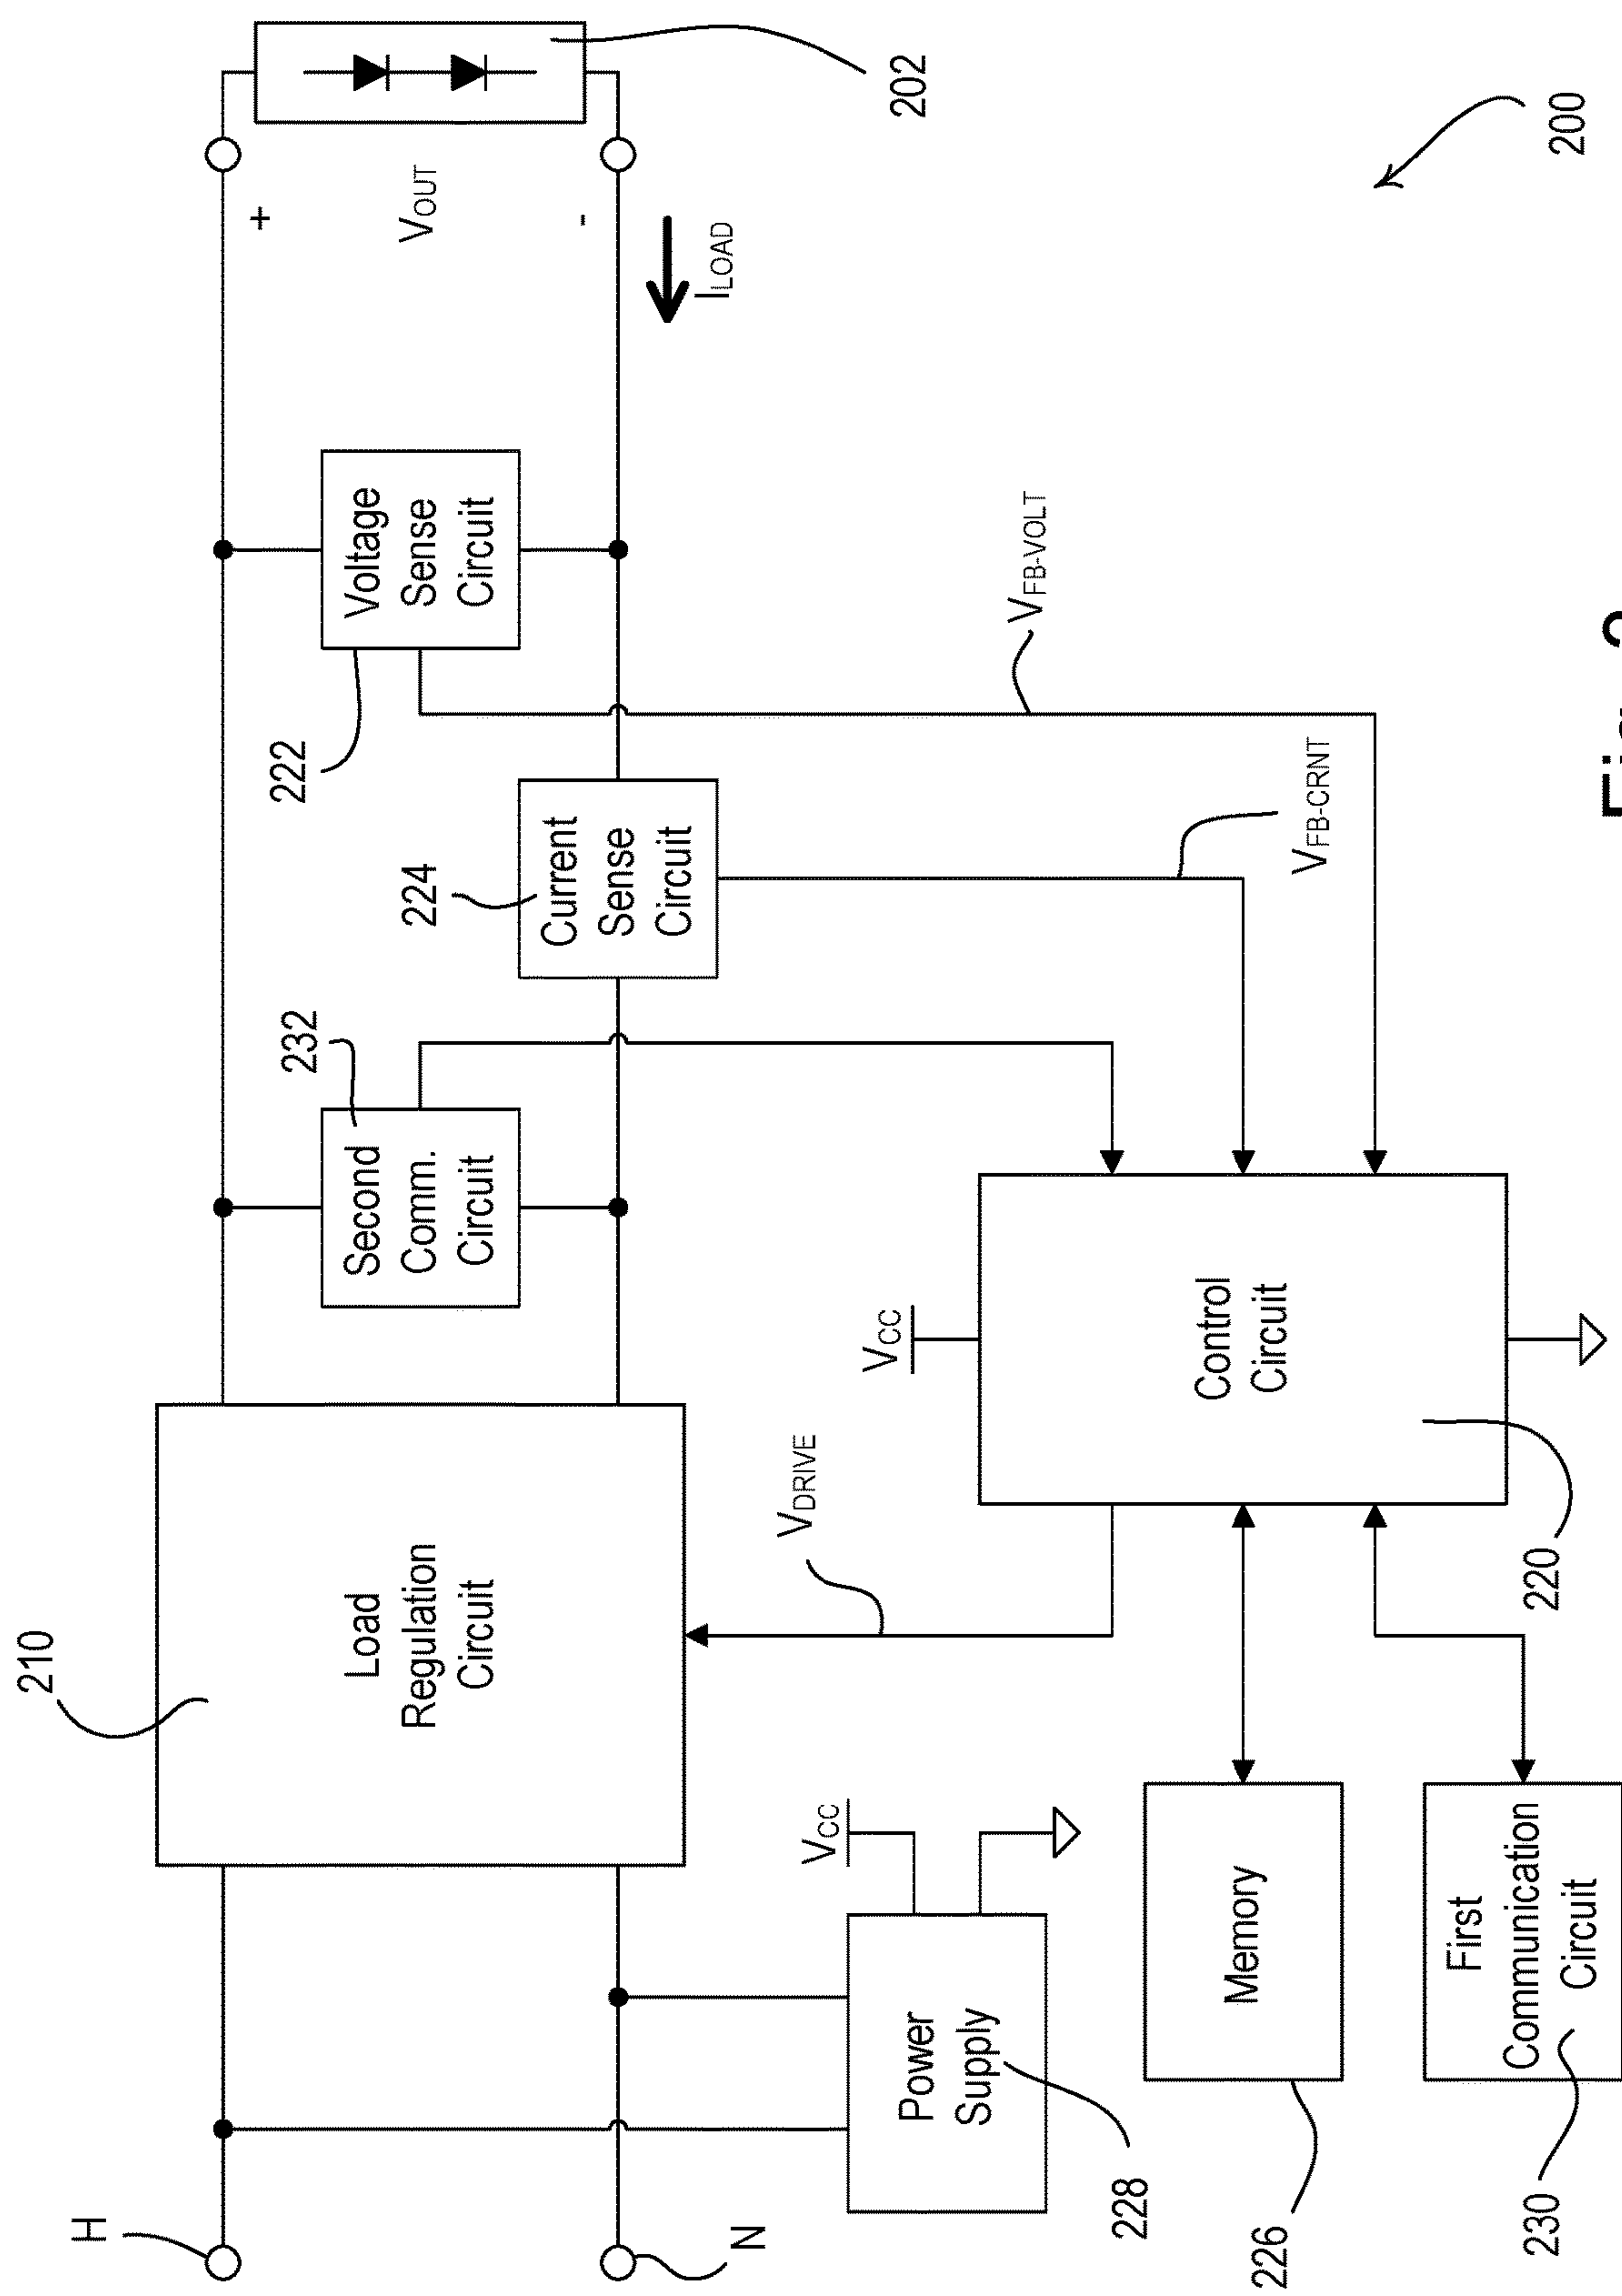 H
N
210
Load
Regulation
Circuit
232
Second
Comm.
Circuit
224
Current
Sense
Circuit
222
Voltage
Sense
Circuit
+
VOUT
-
ILOAD
202
VCC
Power
Supply
228
VDRIVE
VCC
Control
Circuit
220
VFB-VOLT
VFB-CRNT
Memory
226
First
Communication
Circuit
230
200